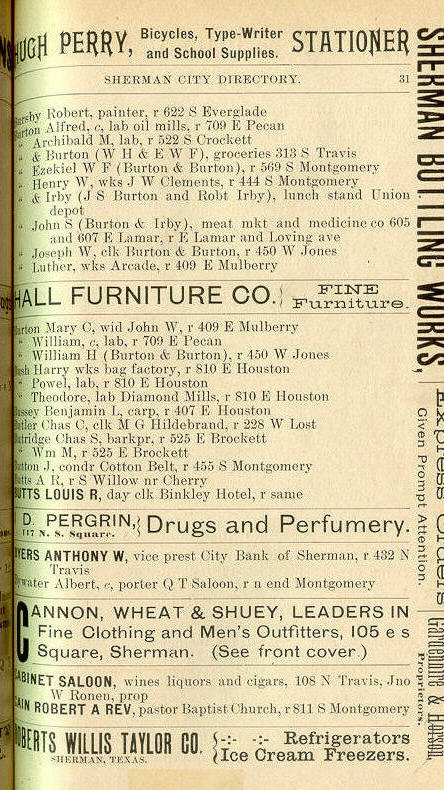 HUGH PERRY, Bicycles, Type-Writer and School Supplies. STATIONER
SHERMAN CITY DIRECTORY. 31
Robert, painter, r 622 S Everglade
Burton Alfred, c, lab oil mills, r 709 E Pecan
" Archibald M, lab, r 522 S Crockett
" & Burton (W H & E W F), groceries 313 S Travis
" Ezekiel W F (Burton & Burton), r 569 S Montgomery
" Henry W, wks J W Clements, r 444 S Montgomery
" & Irby (J S Burton and Robt Irby), lunch stand Union
depot
" John S (Burton & Irby), meat mkt and medicine co 605
and 607 E Lamar, r E Lamar and Loving ave
" Joseph W, clk Burton & Burton, r 450 W Jones
" Luther, wks Arcade, r 409 E Mulberry
HALL FURNITURE CO. FINE
Furniture.
Burton Mary C, wid John W, r 409 E Mulberry
" William, c, lab, r 709 E Pecan
" William H (Burton & Burton), r 450 W Jones
Bush Harry wks bag factory, r 810 E Houston
" Powel, lab, r 810 E Houston
" Theodore, lab Diamond Mills, r 810 E Houston
Bussey Benjamin L, carp, r 407 E Houston
Butler Chas C, clk M G Hildebrand, r 228 W Lost
Buttridge Chas S, barkpr, r 525 E Brockett
" Wm M, r 525 E Brockett
Button J, condr Cotton Belt, r 455 S Montgomery
Butts A R, r S Willow nr Cherry
BUTTS LOUIS R, day clk Binkley Hotel, r same
D. PERGRIN, Drugs and Perfumery.
117 N. S. Square.
BYERS ANTHONY W, vice prest City Bank of Sherman, r 432 N
Travis
Bywater Albert, c, porter Q T Saloon, r n end Montgomery
CANNON, WHEAT & SHUEY, LEADERS IN
Fine Clothing and Men's Outfitters, 105 e s
Square, Sherman. (See front cover.)
CABINET SALOON, wines liquors and cigars, 108 N Travis, Jno
W Ronen, prop
CAIN ROBERT A REV, pastor Baptist Church, r 811 S Montgomery
ROBERTS WILLIS TAYLOR CO. {-:- -:- Refrigerators
SHERMAN, TEXAS. Ice Cream Freezers.
SHERMAN BOTTLING WORKS,
Express Orders
Given Prompt Attention.
Proprietors.